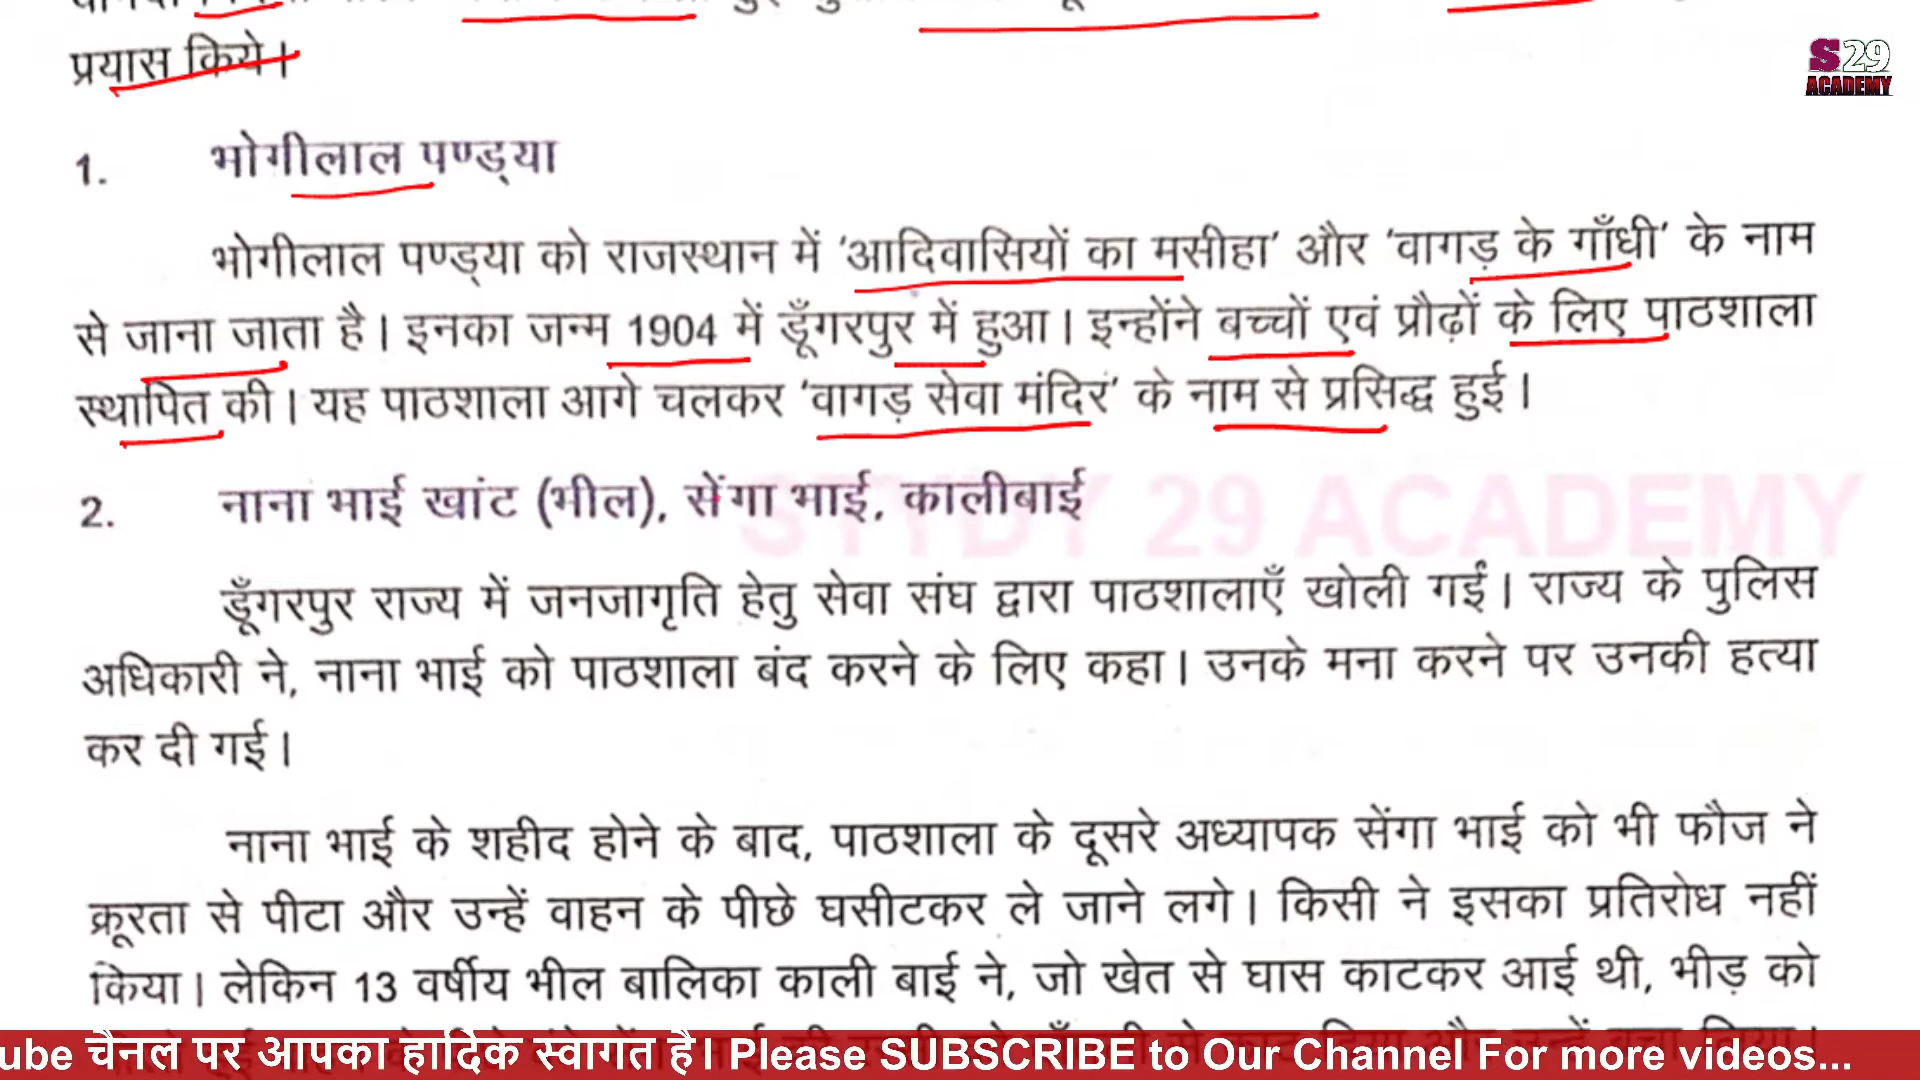 प्रयास किये।
S29
ACADEMY
1. भोगीलाल पण्ड्या
भोगीलाल पण्ड्या को राजस्थान में 'आदिवासियों का मसीहा' और 'वागड़ के गाँधी' के नाम
से जाना जाता है। इनका जन्म 1904 में डूँगरपुर में हुआ। इन्होंने बच्चों एवं प्रौढ़ों के लिए पाठशाला
स्थापित की। यह पाठशाला आगे चलकर 'वागड़ सेवा मंदिर' के नाम से प्रसिद्ध हुई।
2. नाना भाई खांट (भील), सेंगा भाई, कालीबाई
29 ACADEMY
डूँगरपुर राज्य में जनजागृति हेतु सेवा संघ द्वारा पाठशालाएँ खोली गईं। राज्य के पुलिस
अधिकारी ने, नाना भाई को पाठशाला बंद करने के लिए कहा। उनके मना करने पर उनकी हत्या
कर दी गई।
नाना भाई के शहीद होने के बाद, पाठशाला के दूसरे अध्यापक सेंगा भाई को भी फौज ने
क्रूरता से पीटा और उन्हें वाहन के पीछे घसीटकर ले जाने लगे। किसी ने इसका प्रतिरोध नहीं
किया। लेकिन 13 वर्षीय भील बालिका काली बाई ने, जो खेत से घास काटकर आई थी, भीड़ को
ube चैनल पर आपका हार्दिक स्वागत है। Please SUBSCRIBE to Our Channel For more videos...